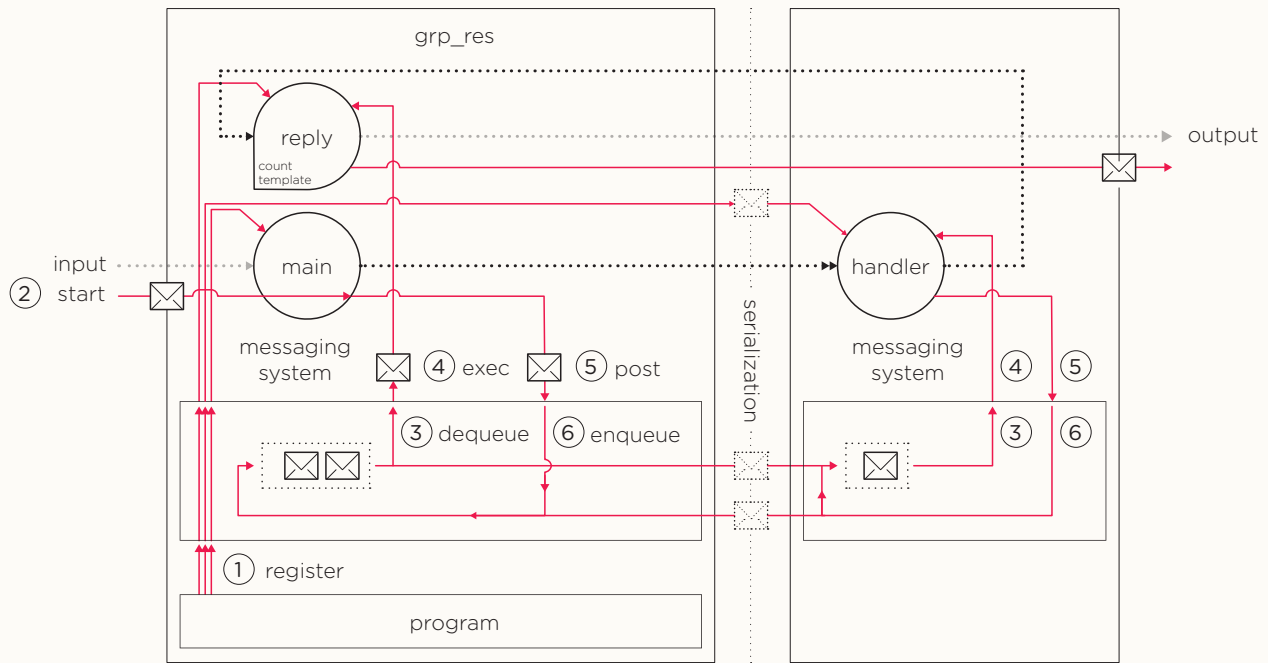 grp_res
reply
count
template
output
input
main
handler
② start
serialization
messaging
system
④ exec
⑤ post
messaging
system
④
⑤
③ dequeue
⑥ enqueue
③
⑥
① register
program